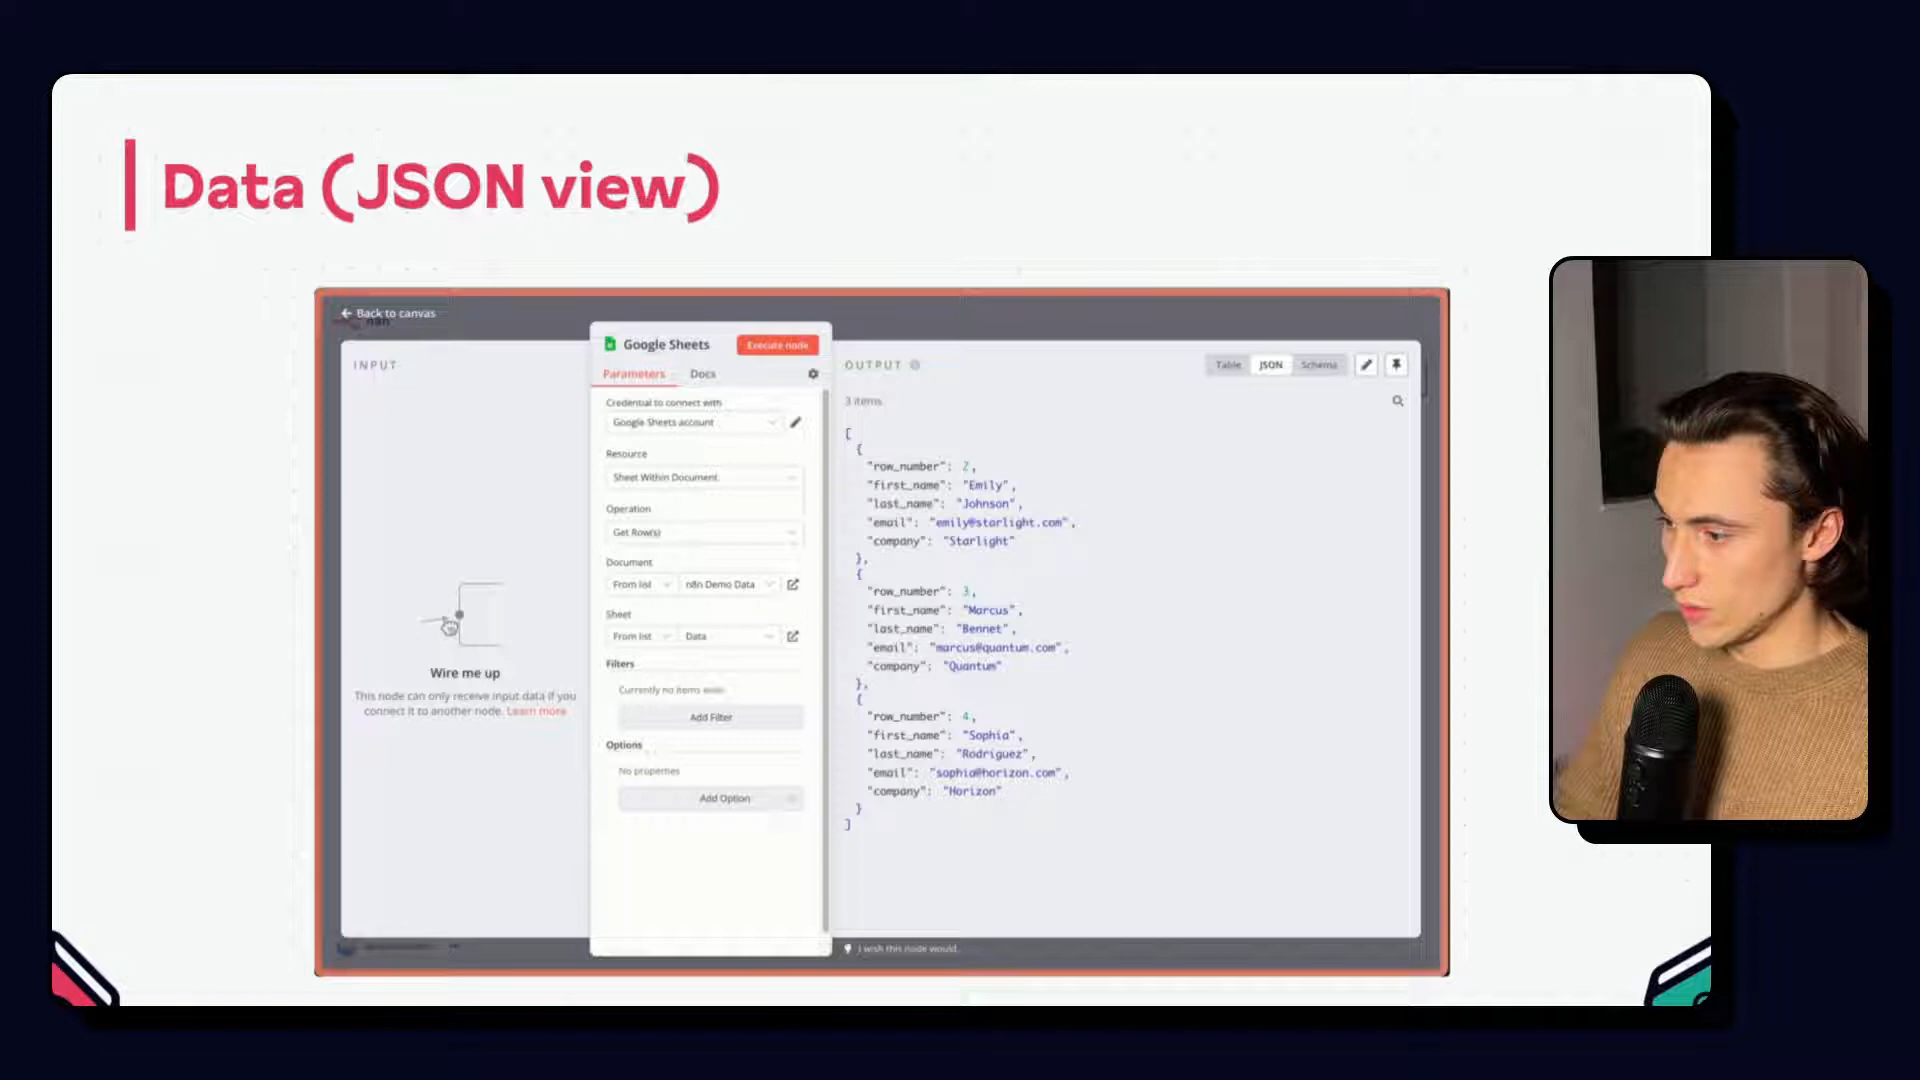 Data (JSON view)
Back to canvas
n8n
INPUT
Wire me up
This node can only receive input data if you
connect it to another node. Learn more
Google Sheets
Execute node
Parameters
Docs
Credential to connect with
Google Sheets account
Resource
Sheet Within Document
Operation
Get Row(s)
Document
From list
n8n Demo Data
Sheet
From list
Data
Filters
Currently no items exist
Add Filter
Options
No properties
Add Option
OUTPUT
Table
JSON
Schema
3 items
[
{
"row_number": 2,
"first_name": "Emily",
"last_name": "Johnson",
"email": "emily@starlight.com",
"company": "Starlight"
},
{
"row_number": 3,
"first_name": "Marcus",
"last_name": "Bennet",
"email": "marcus@quantum.com",
"company": "Quantum"
},
{
"row_number": 4,
"first_name": "Sophia",
"last_name": "Rodriguez",
"email": "sophia@horizon.com",
"company": "Horizon"
}
]
I wish this node would